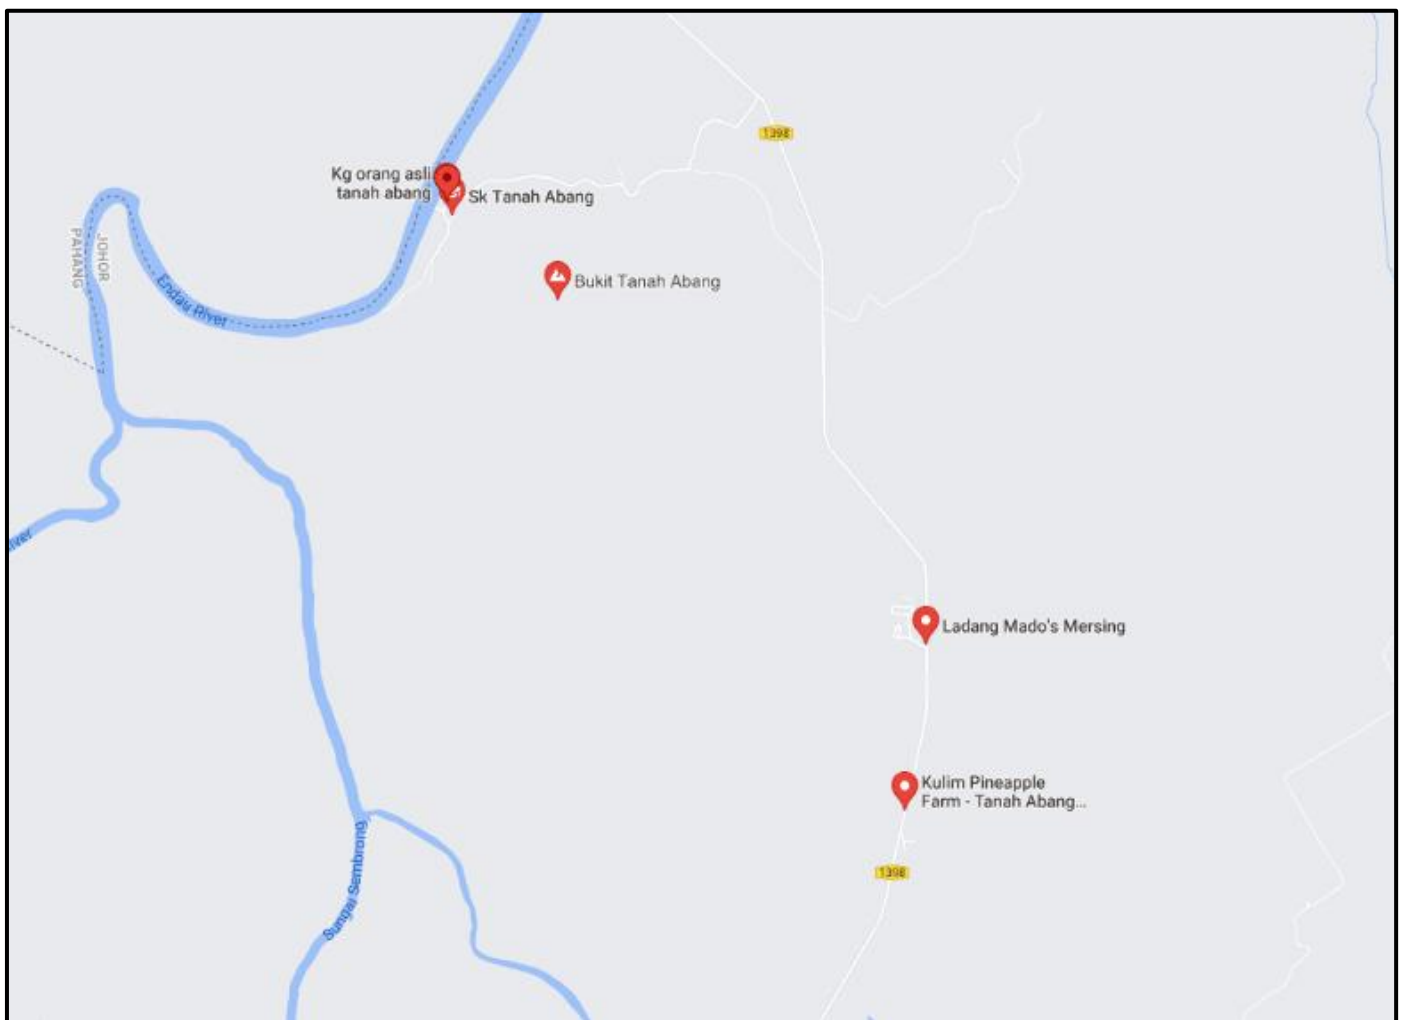 1398
Kg orang asli
tanah abang
Sk Tanah Abang
JOHOR
PAHANG
Bukit Tanah Abang
Endau River
Ladang Mado's Mersing
Kulim Pineapple
Farm - Tanah Abang...
1398
Sungai Sembrong